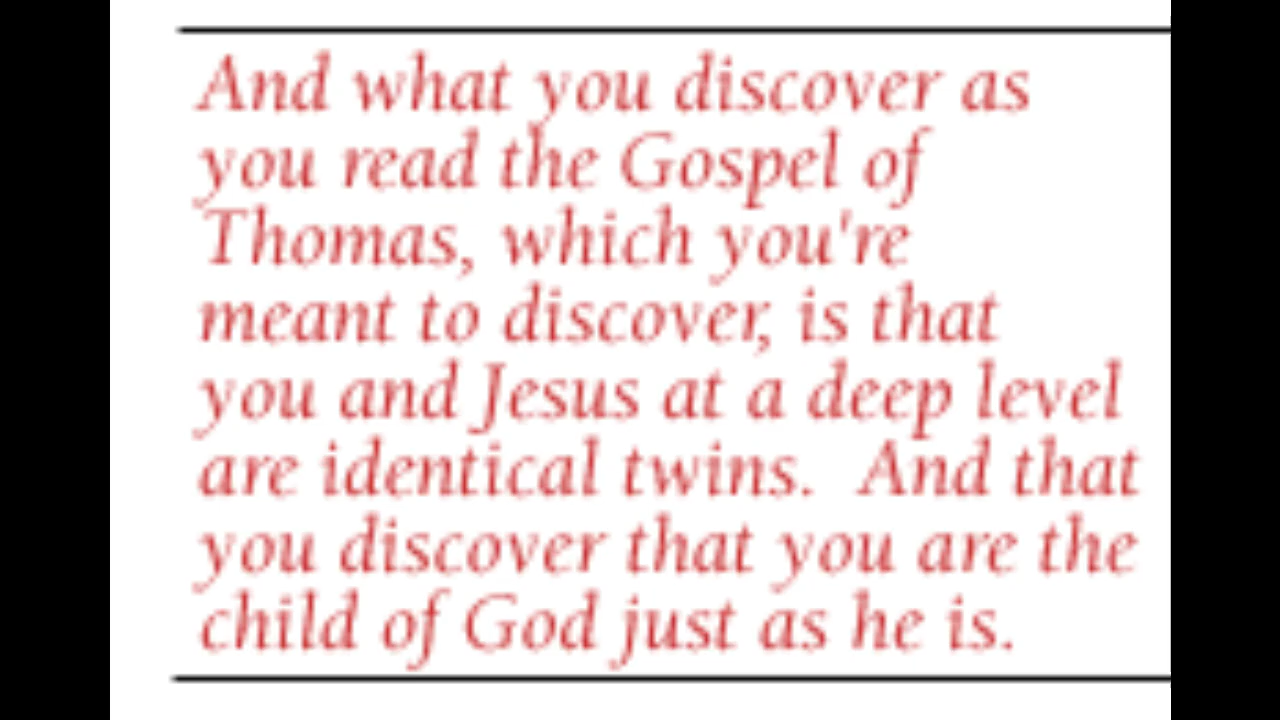 And what you discover as
you read the Gospel of
Thomas, which you're
meant to discover, is that
you and Jesus at a deep level
are identical twins.  And that
you discover that you are the
child of God just as he is.